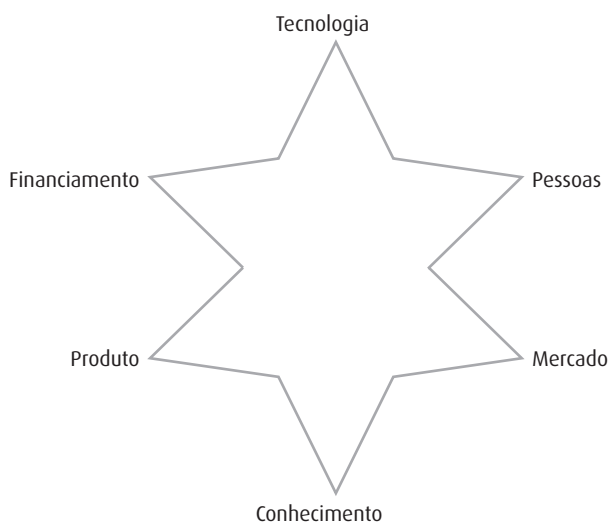 Tecnologia
Financiamento
Pessoas
Produto
Mercado
Conhecimento